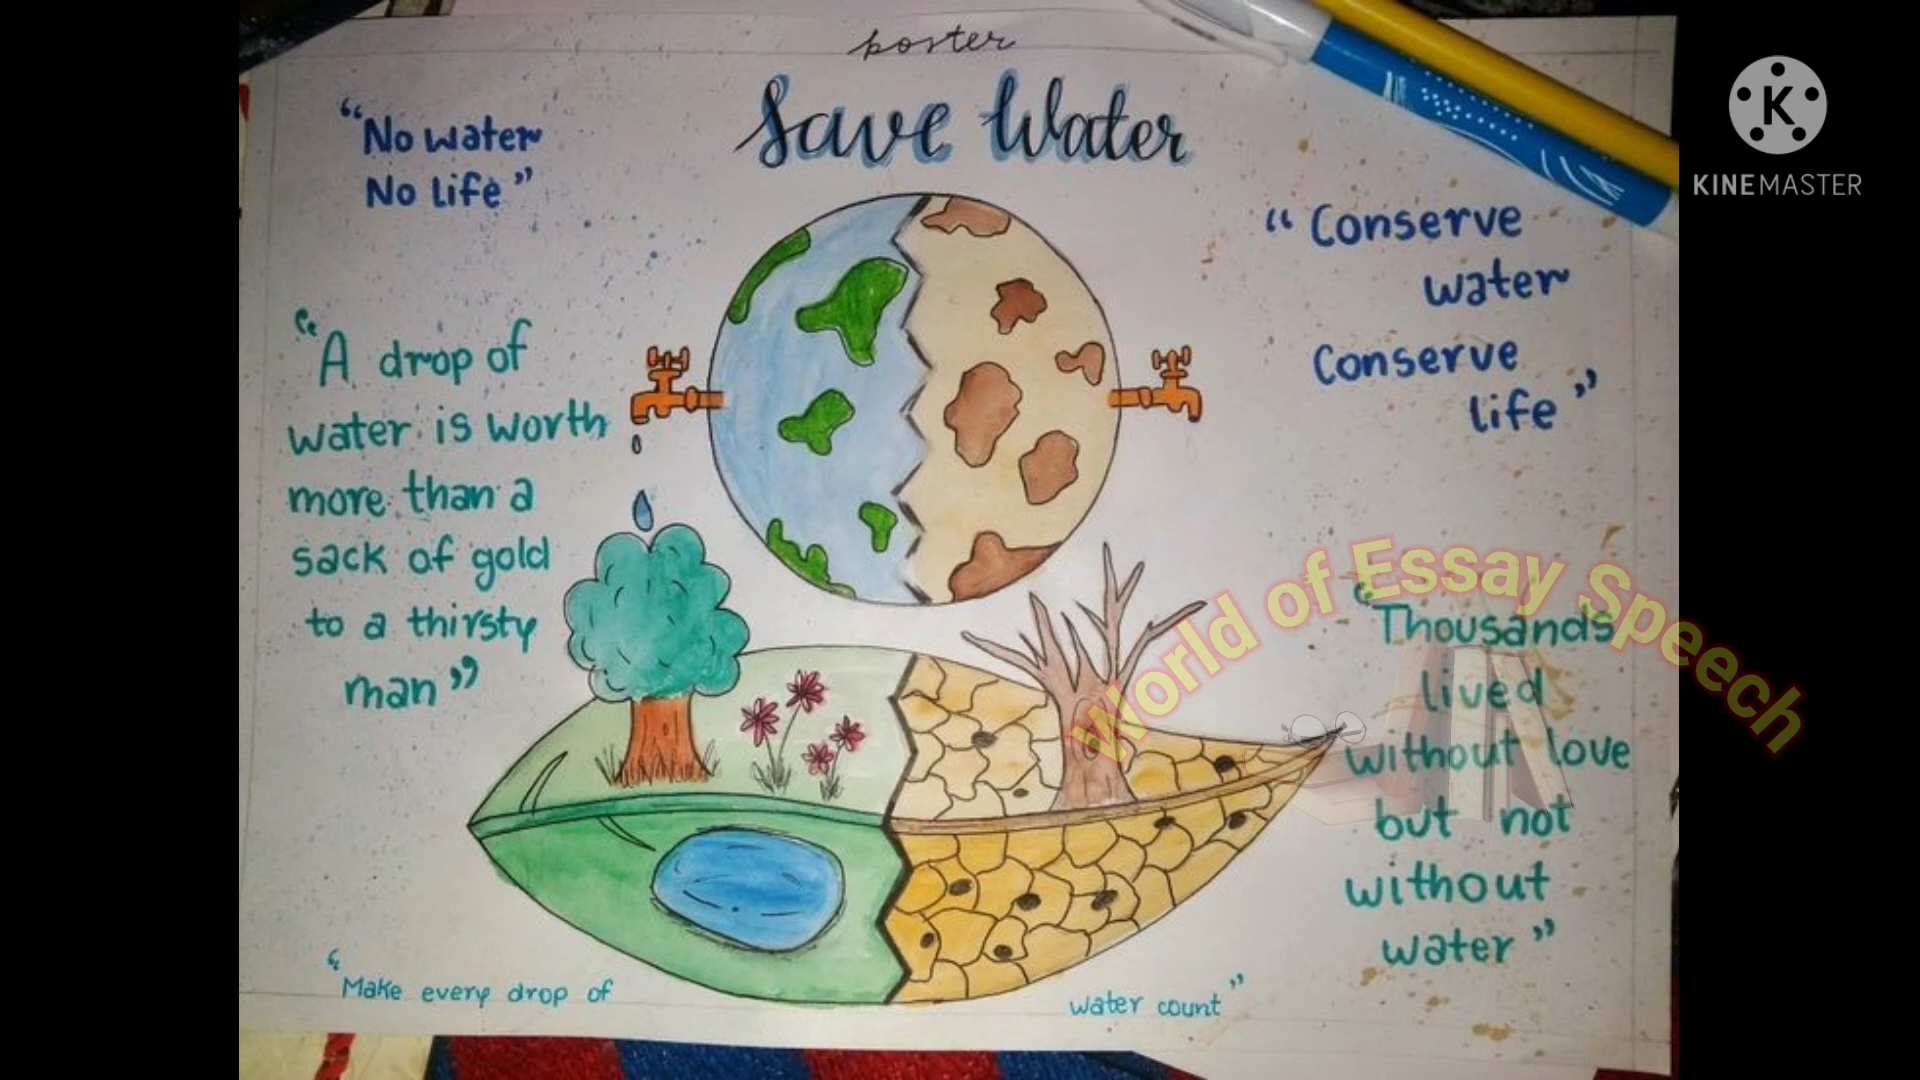 poster
Save Water
"No water
No life"
"Conserve
water
Conserve
life"
"A drop of
water is worth
more than a
sack of gold
to a thirsty
man"
"Thousands
lived
without love
but not
without
water"
"Make every drop of water count"
World of Essay Speech
K
KINEMASTER